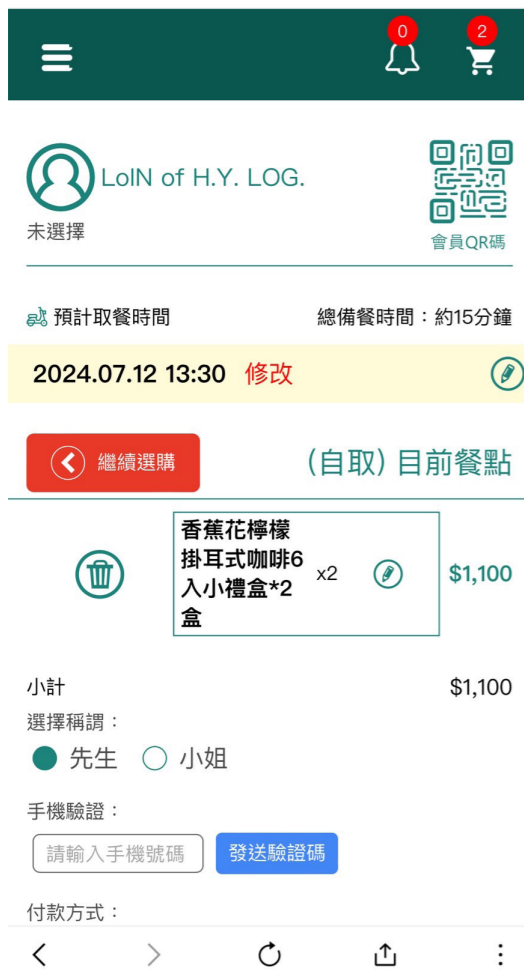 0
2
LoIN of H.Y. LOG.
未選擇
會員QR碼
預計取餐時間 總備餐時間：約15分鐘
2024.07.12 13:30 修改
繼續選購 (自取) 目前餐點
香蕉花檸檬
掛耳式咖啡6
入小禮盒*2
盒
x2
$1,100
小計 $1,100
選擇稱謂：
先生 小姐
手機驗證：
請輸入手機號碼 發送驗證碼
付款方式：